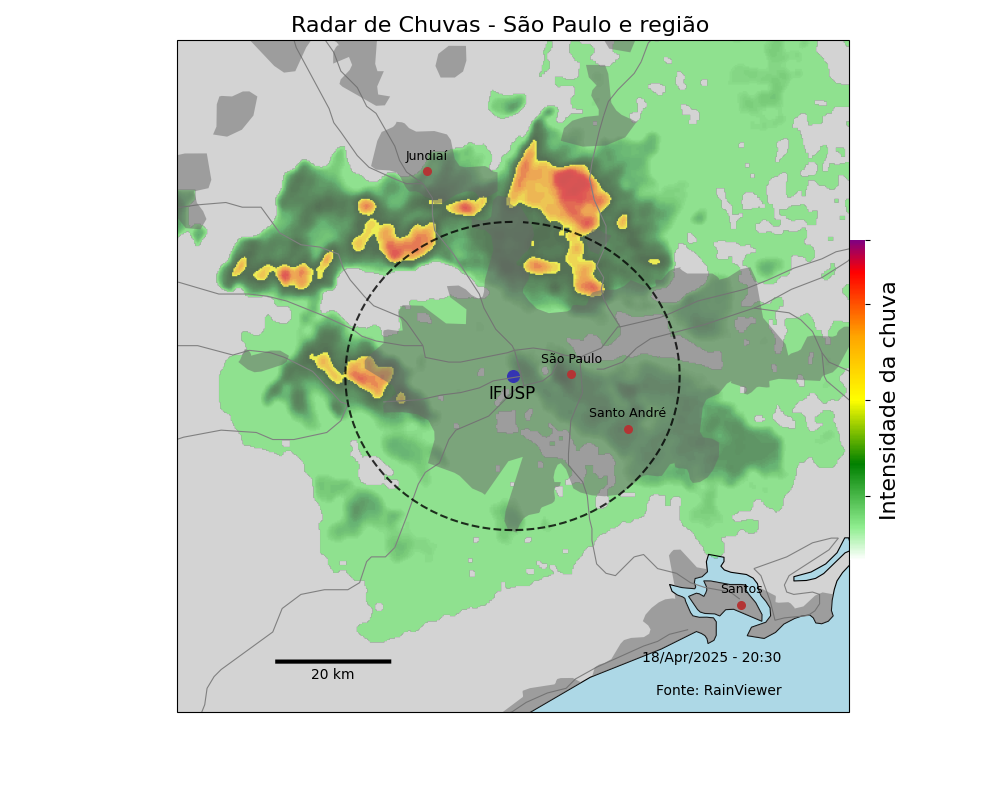 Radar de Chuvas - São Paulo e região
Jundiaí
São Paulo
IFUSP
Santo André
Santos
18/Apr/2025 - 20:30
20 km
Fonte: RainViewer
Intensidade da chuva